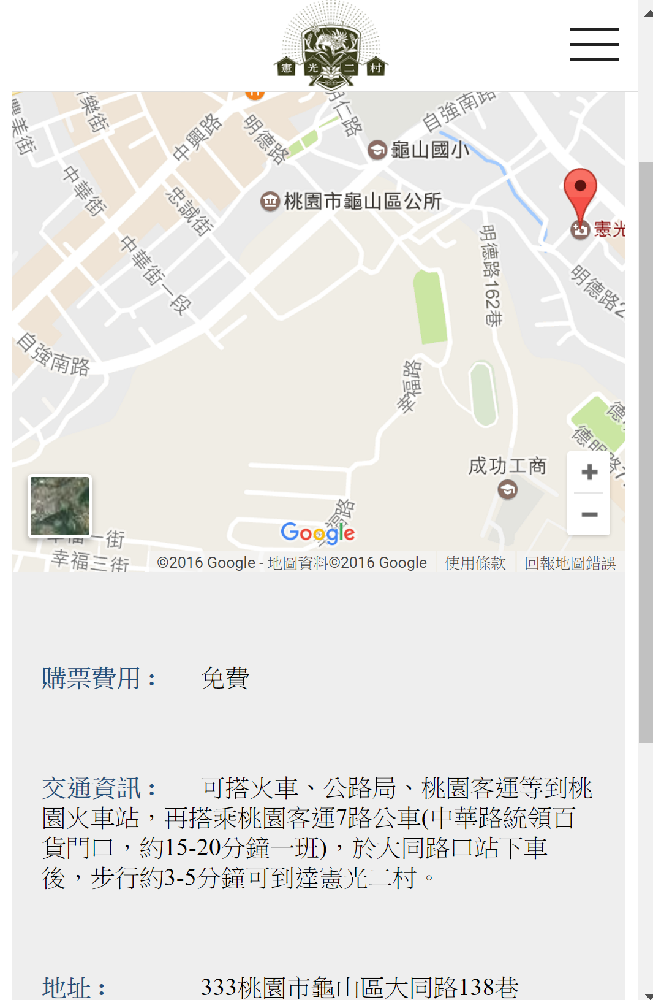 憲光二村
1968
豐美街
樂街
中興路
明德路
明仁路
自強南路
龜山國小
中華街
忠誠街
桃園市龜山區公所
憲光
明德路162巷
中華街一段
明德路2
自強南路
幸福路
德明路
成功工商
幸福一街
幸福三街
福路
Google
©2016 Google - 地圖資料©2016 Google
使用條款
回報地圖錯誤
購票費用： 免費
交通資訊： 可搭火車、公路局、桃園客運等到桃
園火車站，再搭乘桃園客運7路公車(中華路統領百
貨門口，約15-20分鐘一班)，於大同路口站下車
後，步行約3-5分鐘可到達憲光二村。
地址： 333桃園市龜山區大同路138巷